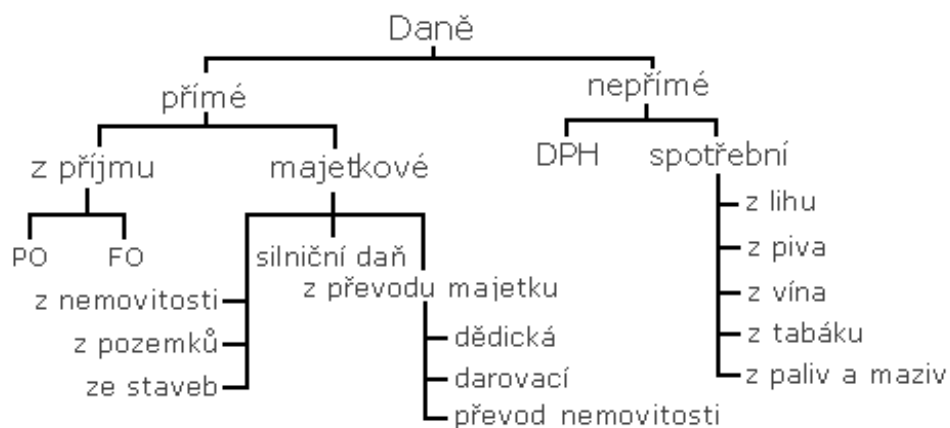 Daně
přímé
nepřímé
z příjmu
majetkové
DPH
spotřební
PO
FO
silniční daň
z převodu majetku
z nemovitosti
z pozemků
ze staveb
dědická
darovací
převod nemovitosti
z lihu
z piva
z vína
z tabáku
z paliv a maziv